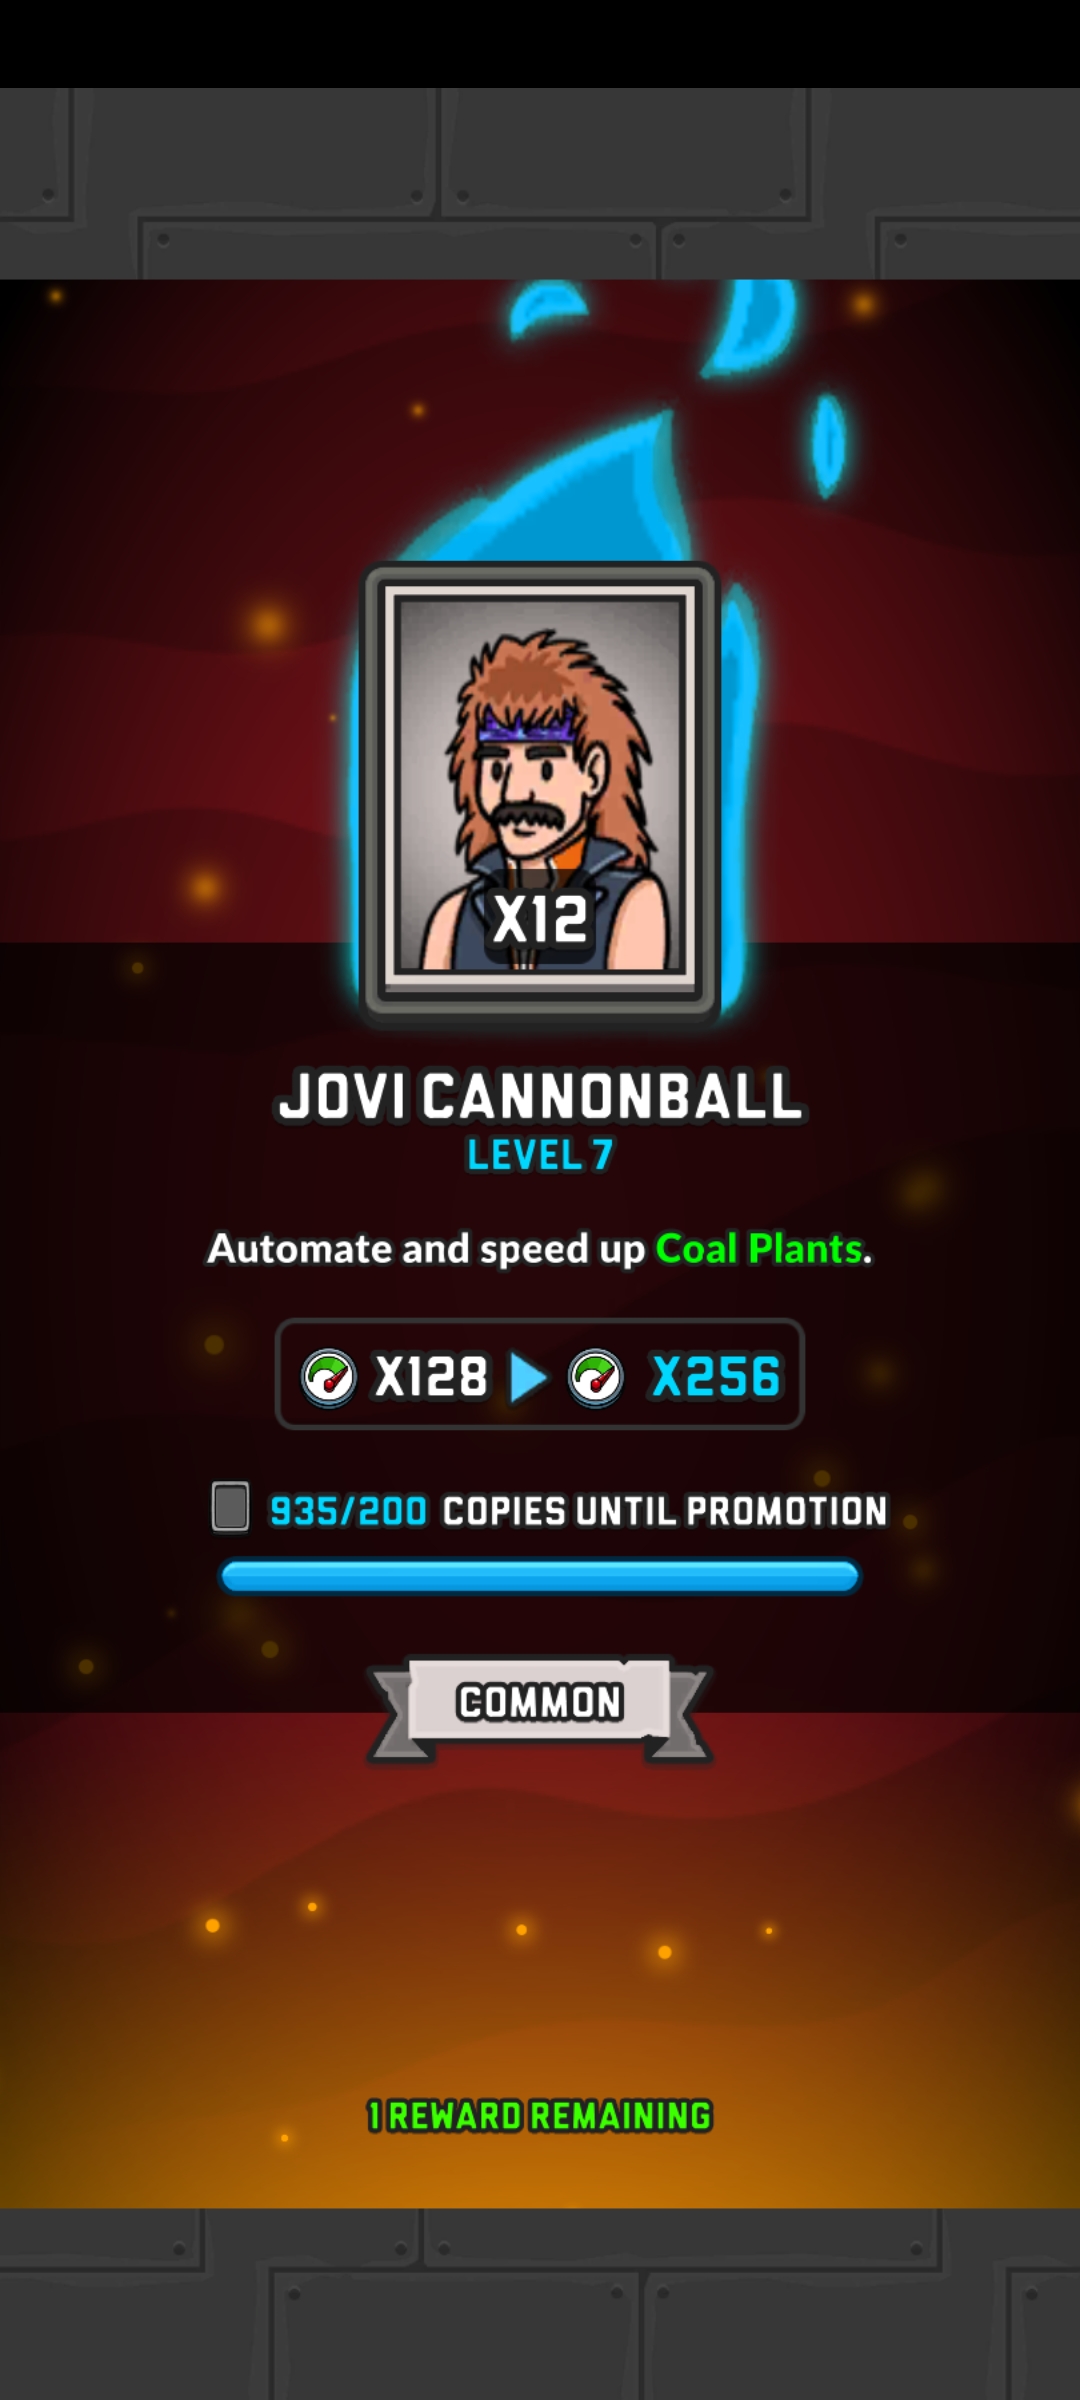 X12
JOVI CANNONBALL
LEVEL 7
Automate and speed up Coal Plants.
X128 X256
935/200 COPIES UNTIL PROMOTION
COMMON
1 REWARD REMAINING